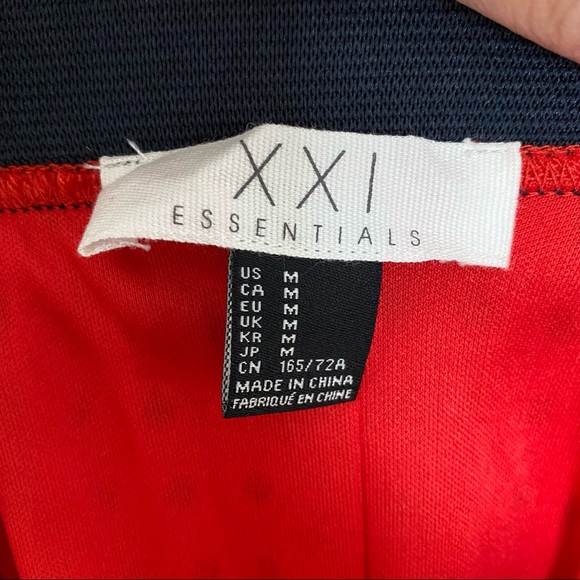 XXI
ESSENTIALS
US M
CA M
EU M
UK M
KR M
JP M
CN 165/72A
MADE IN CHINA
FABRIQUÉ EN CHINE